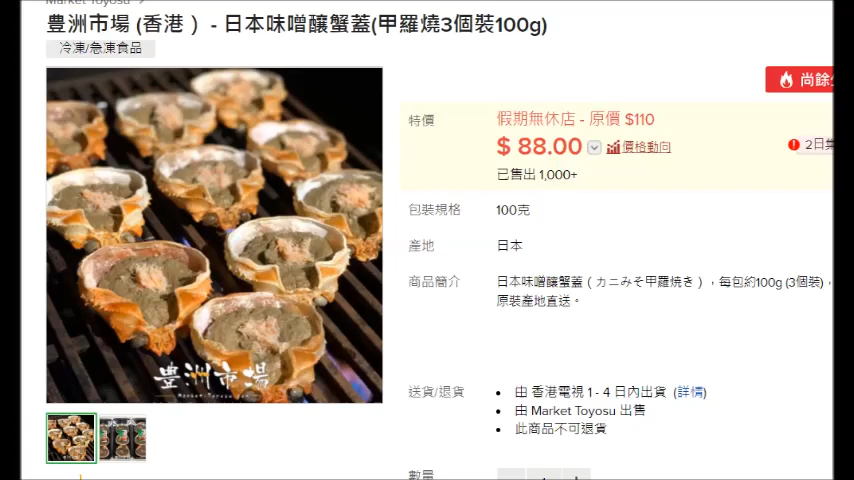 Market Toyosu
豊洲市場 (香港 ） - 日本味噌釀蟹蓋(甲羅燒3個裝100g)
冷凍/急凍食品
尚餘
特價
假期無休店 - 原價 $110
$ 88.00
價格動向
2日
已售出 1,000+
包裝規格
100克
產地
日本
商品簡介
日本味噌釀蟹蓋（カニみそ甲羅焼き），每包約100g (3個裝)，
原裝產地直送。
豊洲市場
Market-Toyosu.com
送貨/退貨
由 香港電視 1 - 4 日內出貨 (詳情)
由 Market Toyosu 出售
此商品不可退貨
數量